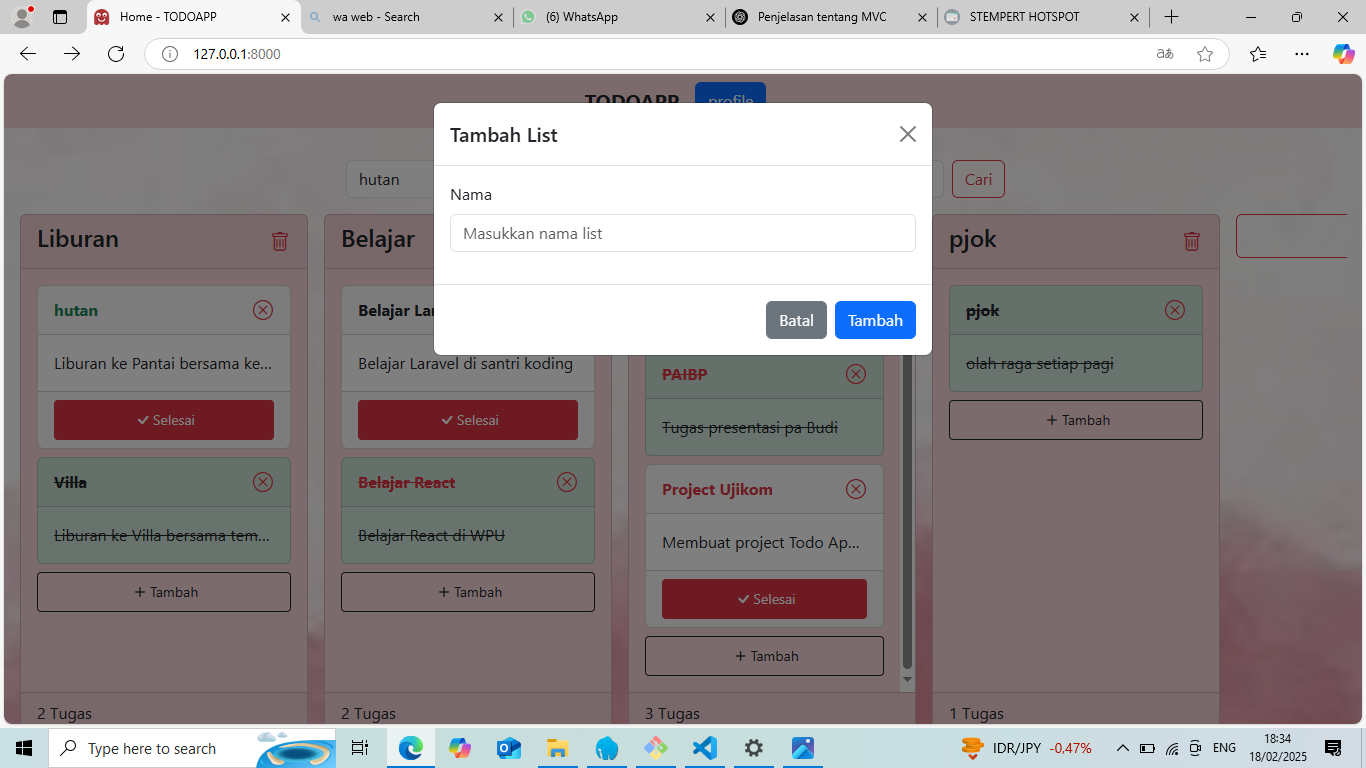 Home - TODOAPP
wa web - Search
(6) WhatsApp
Penjelasan tentang MVC
STEMPERT HOTSPOT
127.0.0.1:8000
TODOAPP profile
Tambah List
Nama
Masukkan nama list
Batal Tambah
hutan
Cari
Liburan
hutan
Liburan ke Pantai bersama ke...
Selesai
Villa
Liburan ke Villa bersama tem...
+ Tambah
2 Tugas
Belajar
Belajar Lar
Belajar Laravel di santri koding
Selesai
Belajar React
Belajar React di WPU
+ Tambah
2 Tugas
PAIBP
Tugas presentasi pa Budi
Project Ujikom
Membuat project Todo Ap...
Selesai
+ Tambah
3 Tugas
pjok
pjok
olah raga setiap pagi
+ Tambah
1 Tugas
Type here to search
IDR/JPY -0,47%
ENG
18:34
18/02/2025